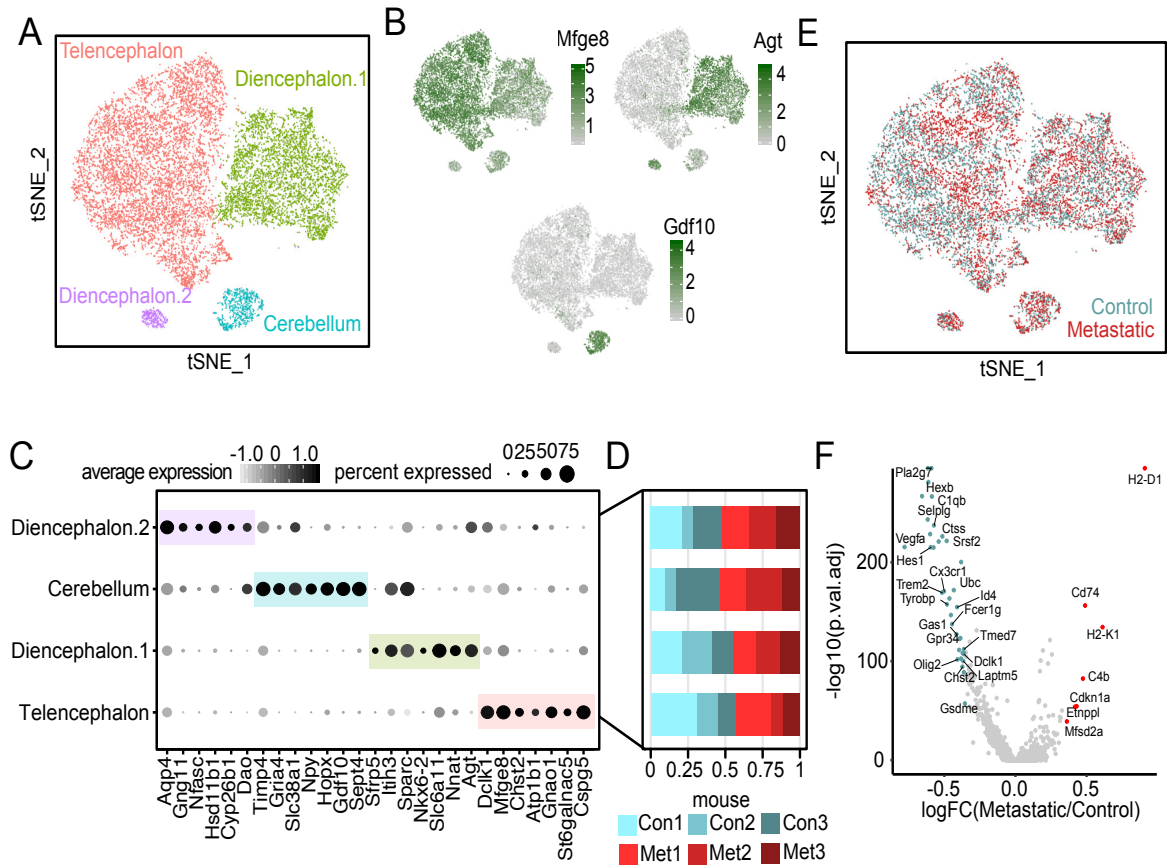 A
Telencephalon
Diencephalon.1
Diencephalon.2
Cerebellum
tSNE_2
tSNE_1
B
Mfge8
5
3
1
Agt
4
2
0
Gdf10
4
2
0
E
Control
Metastatic
tSNE_2
tSNE_1
C
-1.0 0 1.0
average expression
0255075
percent expressed
Diencephalon.2
Cerebellum
Diencephalon.1
Telencephalon
Aqp4
Gng11
Nfasc
Hsd11b1
Cyp26b1
Dao
Timp4
Gria4
Slc38a1
Npy
Hopx
Gdf10
Sept4
Sfrp5
Itih3
Sparc
Nkx6-2
Slc6a11
Nnat
Agt
Dclk1
Mfge8
Chst2
Atp1b1
Gnao1
St6galnac5
Cspg5
D
0 0.25 0.5 0.75 1
mouse
Con1 Con2 Con3
Met1 Met2 Met3
F
Pla2g7
H2-D1
Hexb
C1qb
Selplg
Ctss
Vegfa
Srsf2
Hes1
Cx3cr1
Trem2
Ubc
Tyrobp
Id4
Fcer1g
Cd74
Gas1
Gpr34
Tmed7
H2-K1
Olig2
Dclk1
Laptm5
Chst2
C4b
Gsdme
Cdkn1a
Etnppl
Mfsd2a
200
100
0
-log10(p.val.adj)
-0.5 0.0 0.5
logFC(Metastatic/Control)